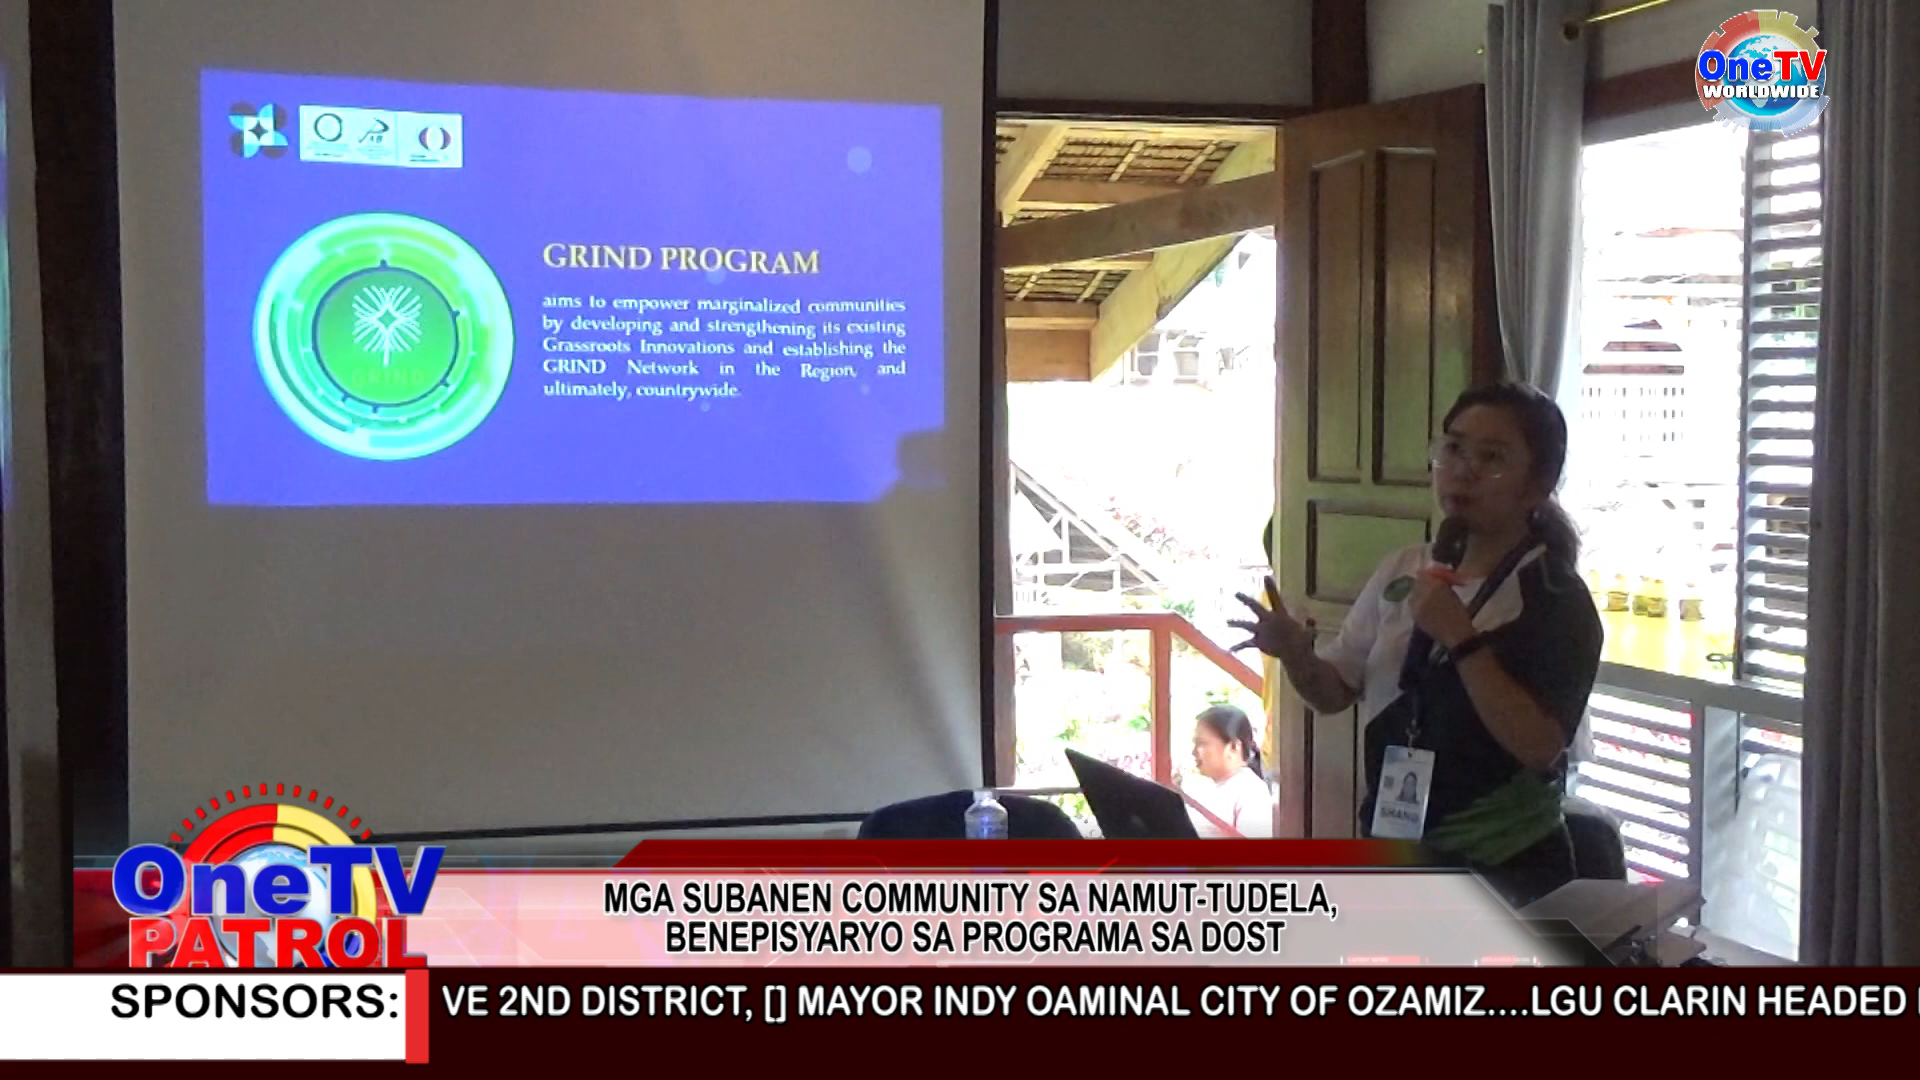 OneTV
WORLDWIDE
GRIND PROGRAM
aims to empower marginalized communities
by developing and strengthening its existing
Grassroots Innovations and establishing the
GRIND Network in the Region, and
ultimately, countrywide.
GRIND
SHANG
OneTV
PATROL
MGA SUBANEN COMMUNITY SA NAMUT-TUDELA,
BENEPISYARYO SA PROGRAMA SA DOST
SPONSORS:
VE 2ND DISTRICT, [] MAYOR INDY OAMINAL CITY OF OZAMIZ....LGU CLARIN HEADED